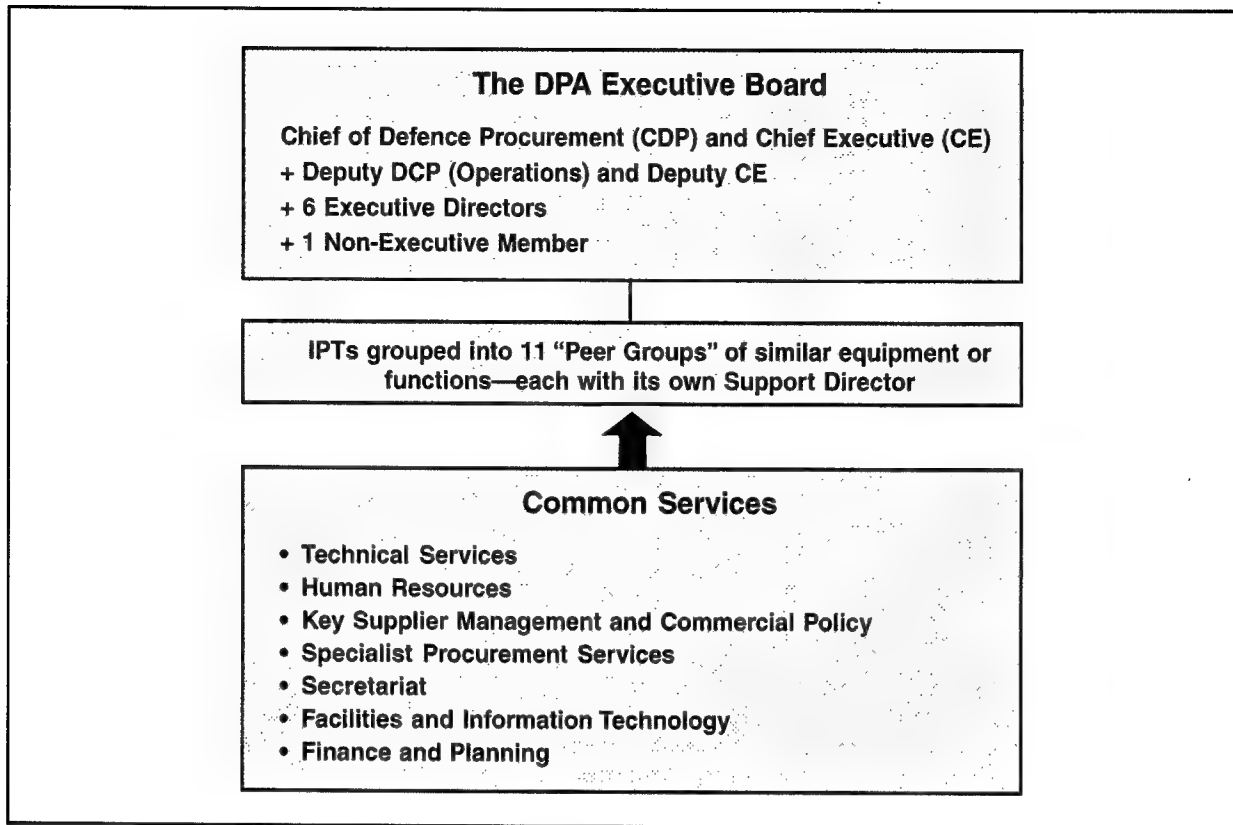 The DPA Executive Board
Chief of Defence Procurement (CDP) and Chief Executive (CE)
+ Deputy DCP (Operations) and Deputy CE
+ 6 Executive Directors
+ 1 Non-Executive Member
IPTs grouped into 11 “Peer Groups” of similar equipment or
functions—each with its own Support Director
Common Services
• Technical Services
• Human Resources
• Key Supplier Management and Commercial Policy
• Specialist Procurement Services
• Secretariat
• Facilities and Information Technology
• Finance and Planning